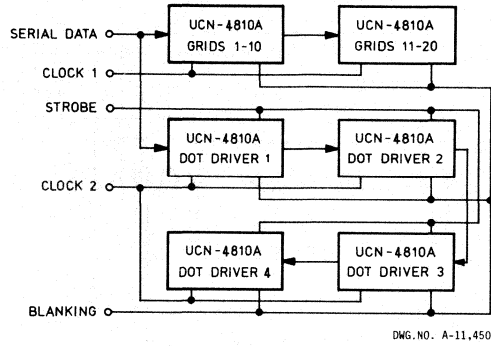 SERIAL DATA
UCN-4810A
GRIDS 1-10
UCN-4810A
GRIDS 11-20
CLOCK 1
STROBE
UCN-4810A
DOT DRIVER 1
UCN-4810A
DOT DRIVER 2
CLOCK 2
UCN-4810A
DOT DRIVER 4
UCN-4810A
DOT DRIVER 3
BLANKING
DWG.NO. A-11,450